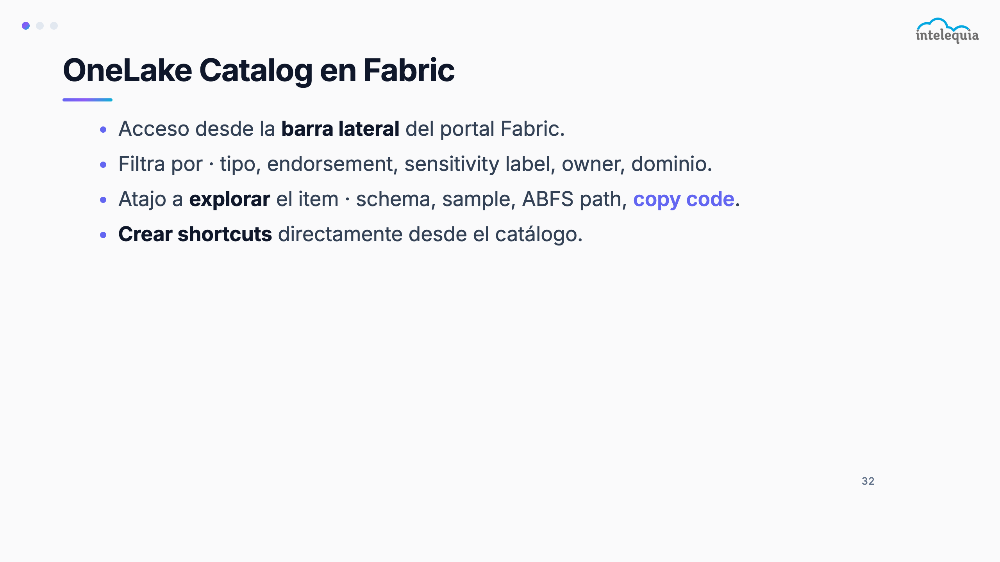 intelequia
OneLake Catalog en Fabric
Acceso desde la barra lateral del portal Fabric.
Filtra por · tipo, endorsement, sensitivity label, owner, dominio.
Atajo a explorar el item · schema, sample, ABFS path, copy code.
Crear shortcuts directamente desde el catálogo.
32